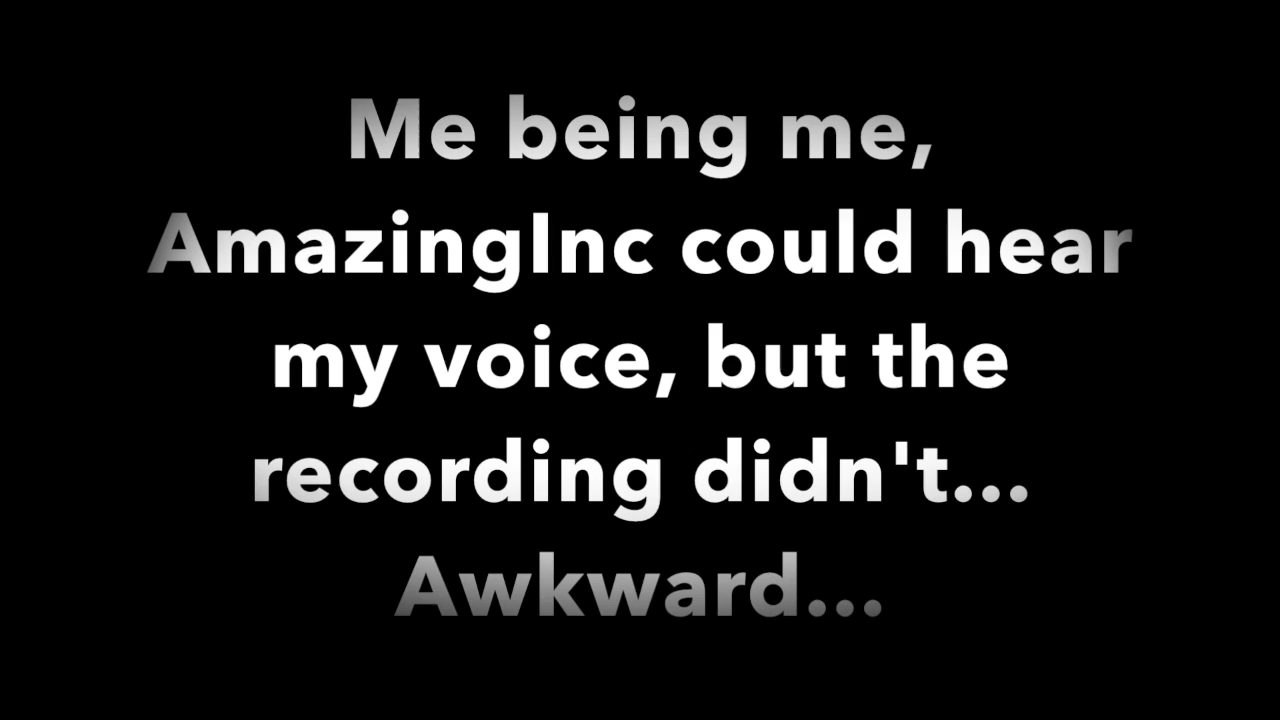 Me being me,
AmazingInc could hear
my voice, but the
recording didn't...
Awkward...